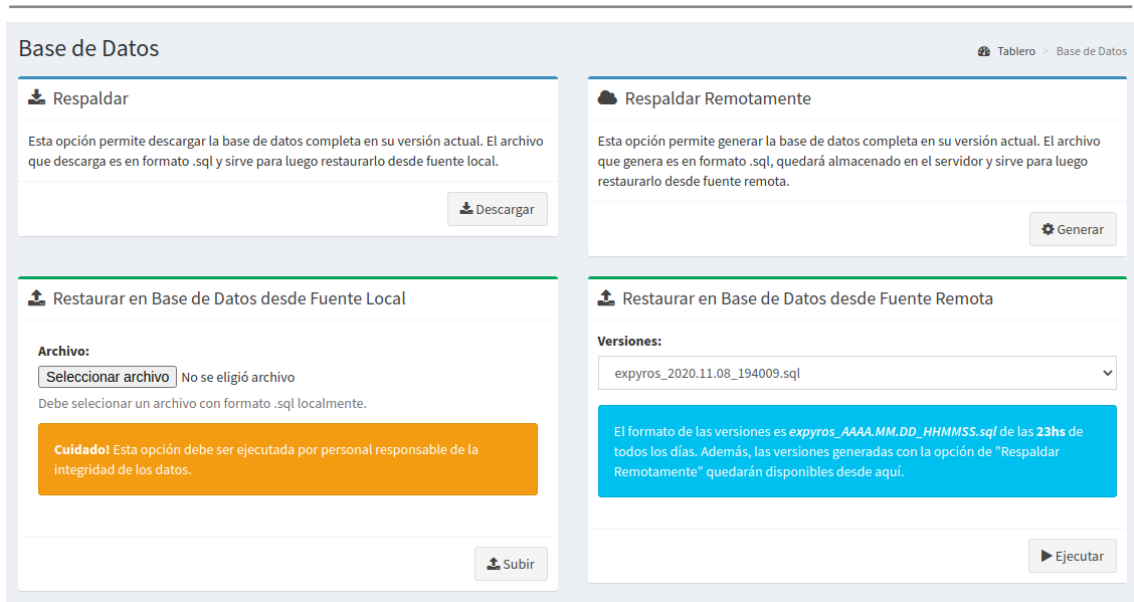 Base de Datos
Tablero > Base de Datos
Respaldar
Esta opción permite descargar la base de datos completa en su versión actual. El archivo
que descarga es en formato .sql y sirve para luego restaurarlo desde fuente local.
Descargar
Respaldar Remotamente
Esta opción permite generar la base de datos completa en su versión actual. El archivo
que genera es en formato .sql, quedará almacenado en el servidor y sirve para luego
restaurarlo desde fuente remota.
Generar
Restaurar en Base de Datos desde Fuente Local
Archivo:
Seleccionar archivo No se eligió archivo
Debe selecionar un archivo con formato .sql localmente.
Cuidado! Esta opción debe ser ejecutada por personal responsable de la
integridad de los datos.
Subir
Restaurar en Base de Datos desde Fuente Remota
Versiones:
expyros_2020.11.08_194009.sql
El formato de las versiones es expyros_AAAA.MM.DD_HHMMSS.sql de las 23hs de
todos los días. Además, las versiones generadas con la opción de "Respaldar
Remotamente" quedarán disponibles desde aquí.
Ejecutar